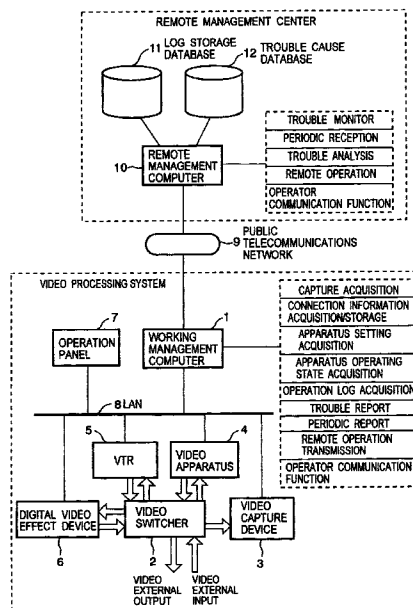 REMOTE MANAGEMENT CENTER
11 LOG STORAGE
DATABASE
12 TROUBLE CAUSE
DATABASE
10
REMOTE
MANAGEMENT
COMPUTER
TROUBLE MONITOR
PERIODIC RECEPTION
TROUBLE ANALYSIS
REMOTE OPERATION
OPERATOR
COMMUNICATION FUNCTION
9
PUBLIC
TELECOMMUNICATIONS
NETWORK
VIDEO PROCESSING SYSTEM
7
OPERATION
PANEL
1
WORKING
MANAGEMENT
COMPUTER
CAPTURE ACQUISITION
CONNECTION INFORMATION
ACQUISITION/STORAGE
APPARATUS SETTING
ACQUISITION
APPARATUS OPERATING
STATE ACQUISITION
OPERATION LOG ACQUISITION
TROUBLE REPORT
PERIODIC REPORT
REMOTE OPERATION
TRANSMISSION
OPERATOR COMMUNICATION
FUNCTION
8 LAN
5
VTR
4
VIDEO
APPARATUS
DIGITAL VIDEO
EFFECT DEVICE
6
VIDEO
SWITCHER
2
VIDEO
CAPTURE
DEVICE
3
VIDEO
EXTERNAL
OUTPUT
VIDEO
EXTERNAL
INPUT